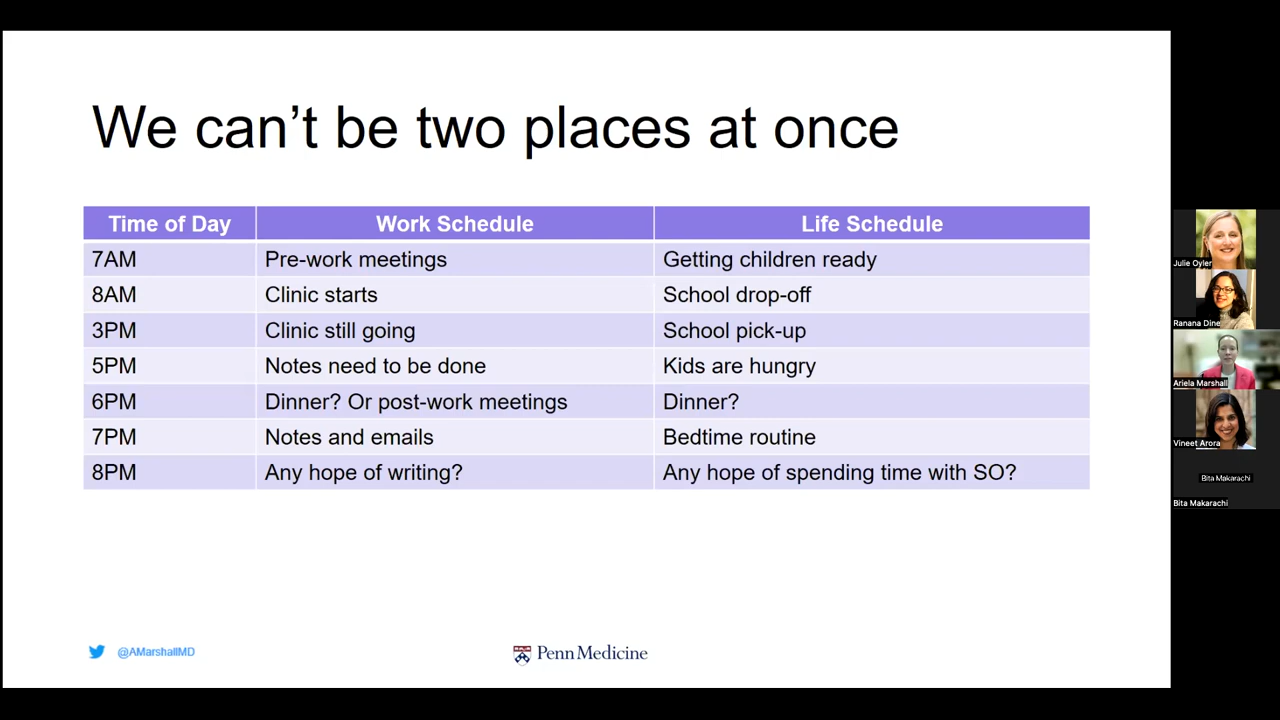 We can't be two places at once
Time of Day Work Schedule Life Schedule
7AM Pre-work meetings Getting children ready
8AM Clinic starts School drop-off
3PM Clinic still going School pick-up
5PM Notes need to be done Kids are hungry
6PM Dinner? Or post-work meetings Dinner?
7PM Notes and emails Bedtime routine
8PM Any hope of writing? Any hope of spending time with SO?
@AMarshallMD
Penn Medicine
Julie Oyler
Ranana Dine
Ariela Marshall
Vineet Arora
Bita Makarachi
Bita Makarachi